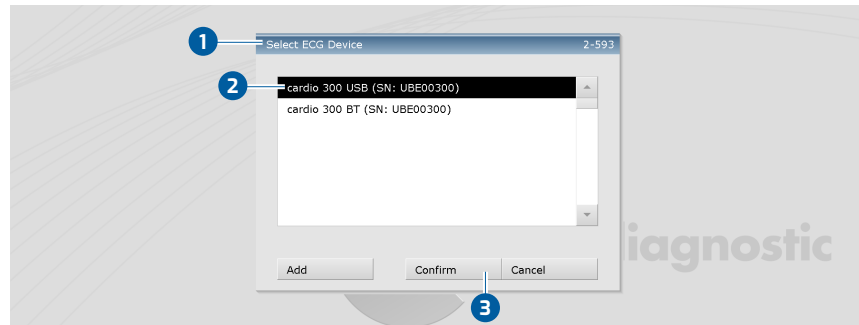 1
Select ECG Device 2-593
2
cardio 300 USB (SN: UBE00300)
cardio 300 BT (SN: UBE00300)
iagnostic
Add Confirm Cancel
3